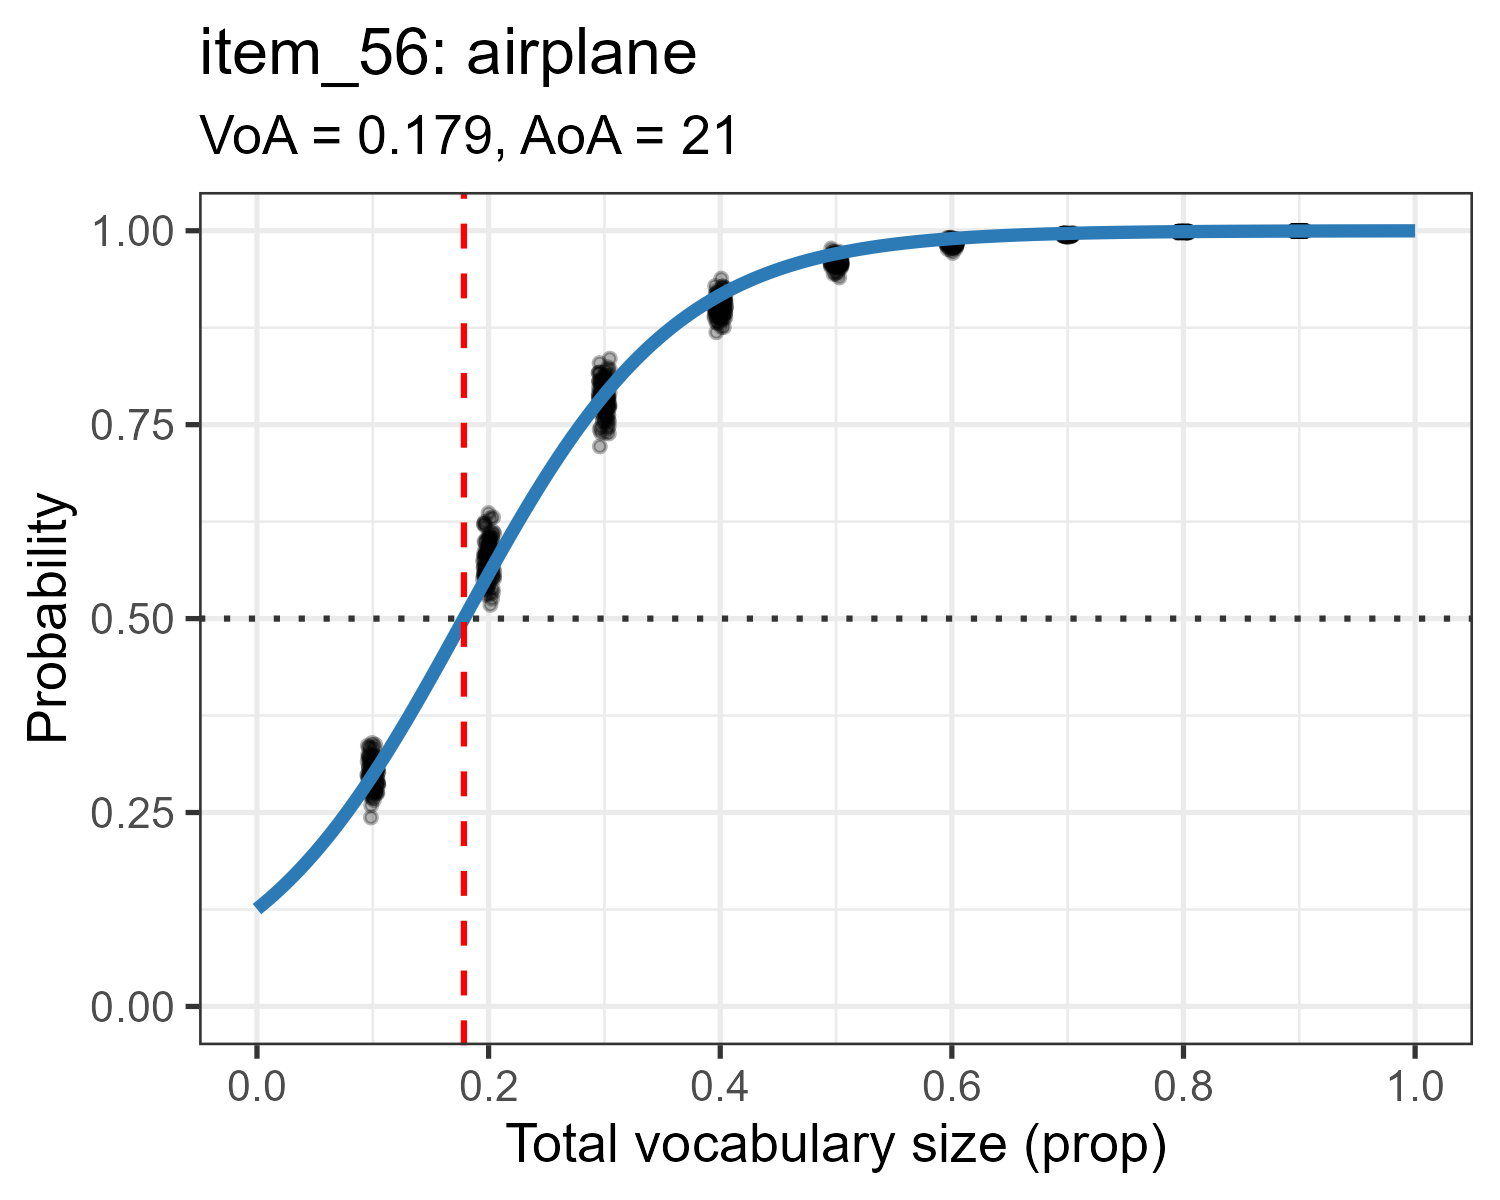 item_56: airplane
VoA = 0.179, AoA = 21
Probability
1.00
0.75
0.50
0.25
0.00
0.0 0.2 0.4 0.6 0.8 1.0
Total vocabulary size (prop)